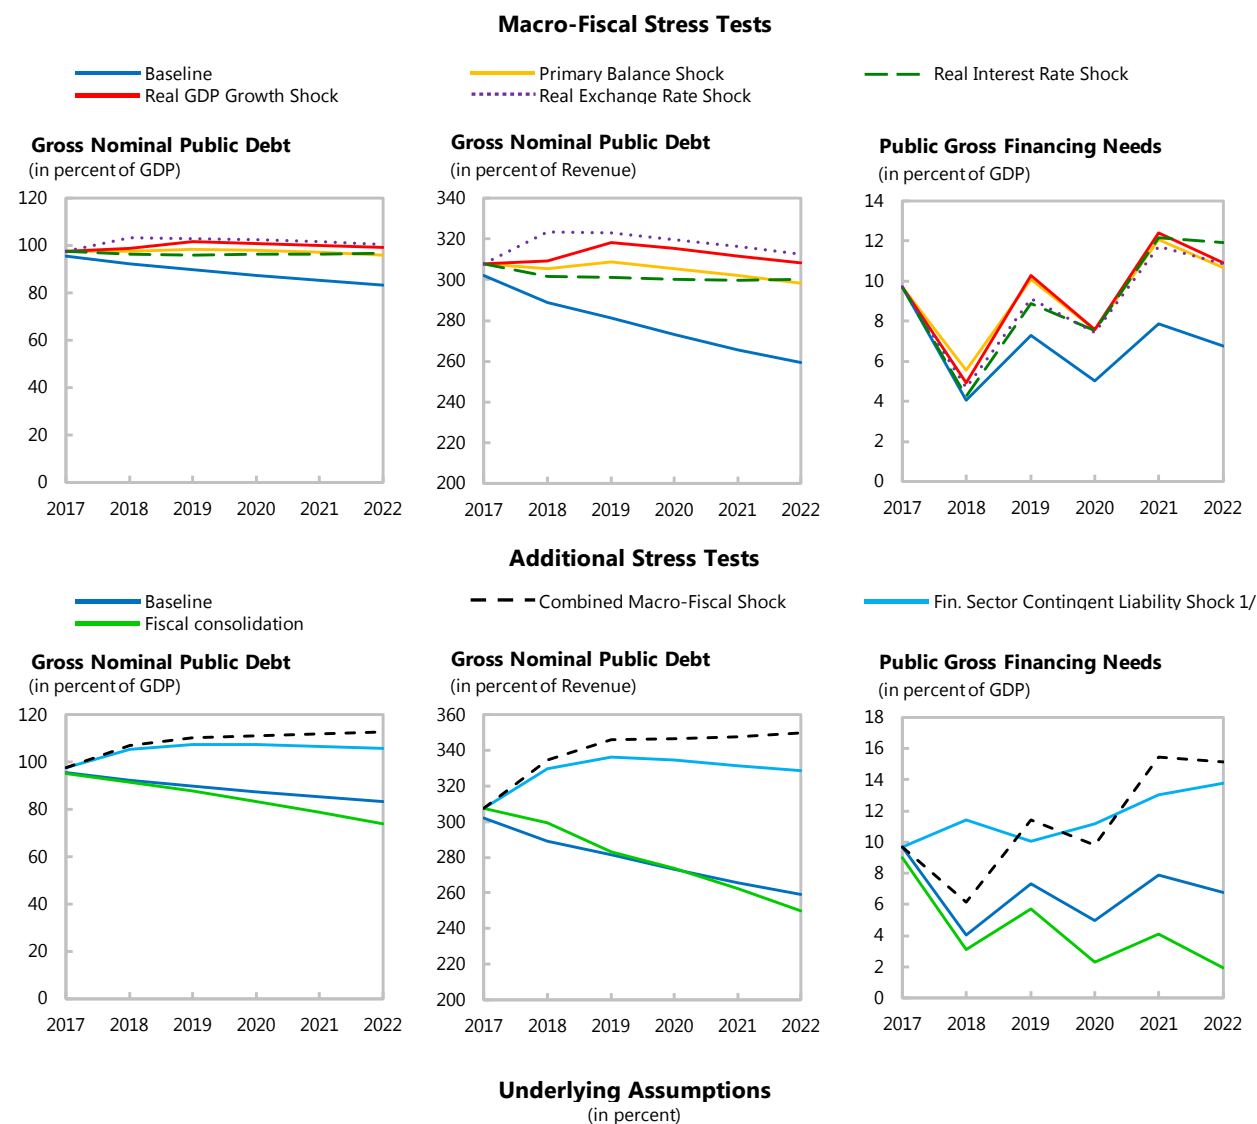 Macro-Fiscal Stress Tests
Baseline
Primary Balance Shock
Real Interest Rate Shock
Real GDP Growth Shock
Real Exchange Rate Shock
Gross Nominal Public Debt
(in percent of GDP)
Gross Nominal Public Debt
(in percent of Revenue)
Public Gross Financing Needs
(in percent of GDP)
120
100
80
60
40
20
0
2017 2018 2019 2020 2021 2022
340
320
300
280
260
240
220
200
2017 2018 2019 2020 2021 2022
14
12
10
8
6
4
2
0
2017 2018 2019 2020 2021 2022
Additional Stress Tests
Baseline
Combined Macro-Fiscal Shock
Fin. Sector Contingent Liability Shock 1/
Fiscal consolidation
Gross Nominal Public Debt
(in percent of GDP)
Gross Nominal Public Debt
(in percent of Revenue)
Public Gross Financing Needs
(in percent of GDP)
120
100
80
60
40
20
0
2017 2018 2019 2020 2021 2022
360
340
320
300
280
260
240
220
200
2017 2018 2019 2020 2021 2022
18
16
14
12
10
8
6
4
2
0
2017 2018 2019 2020 2021 2022
Underlying Assumptions
(in percent)